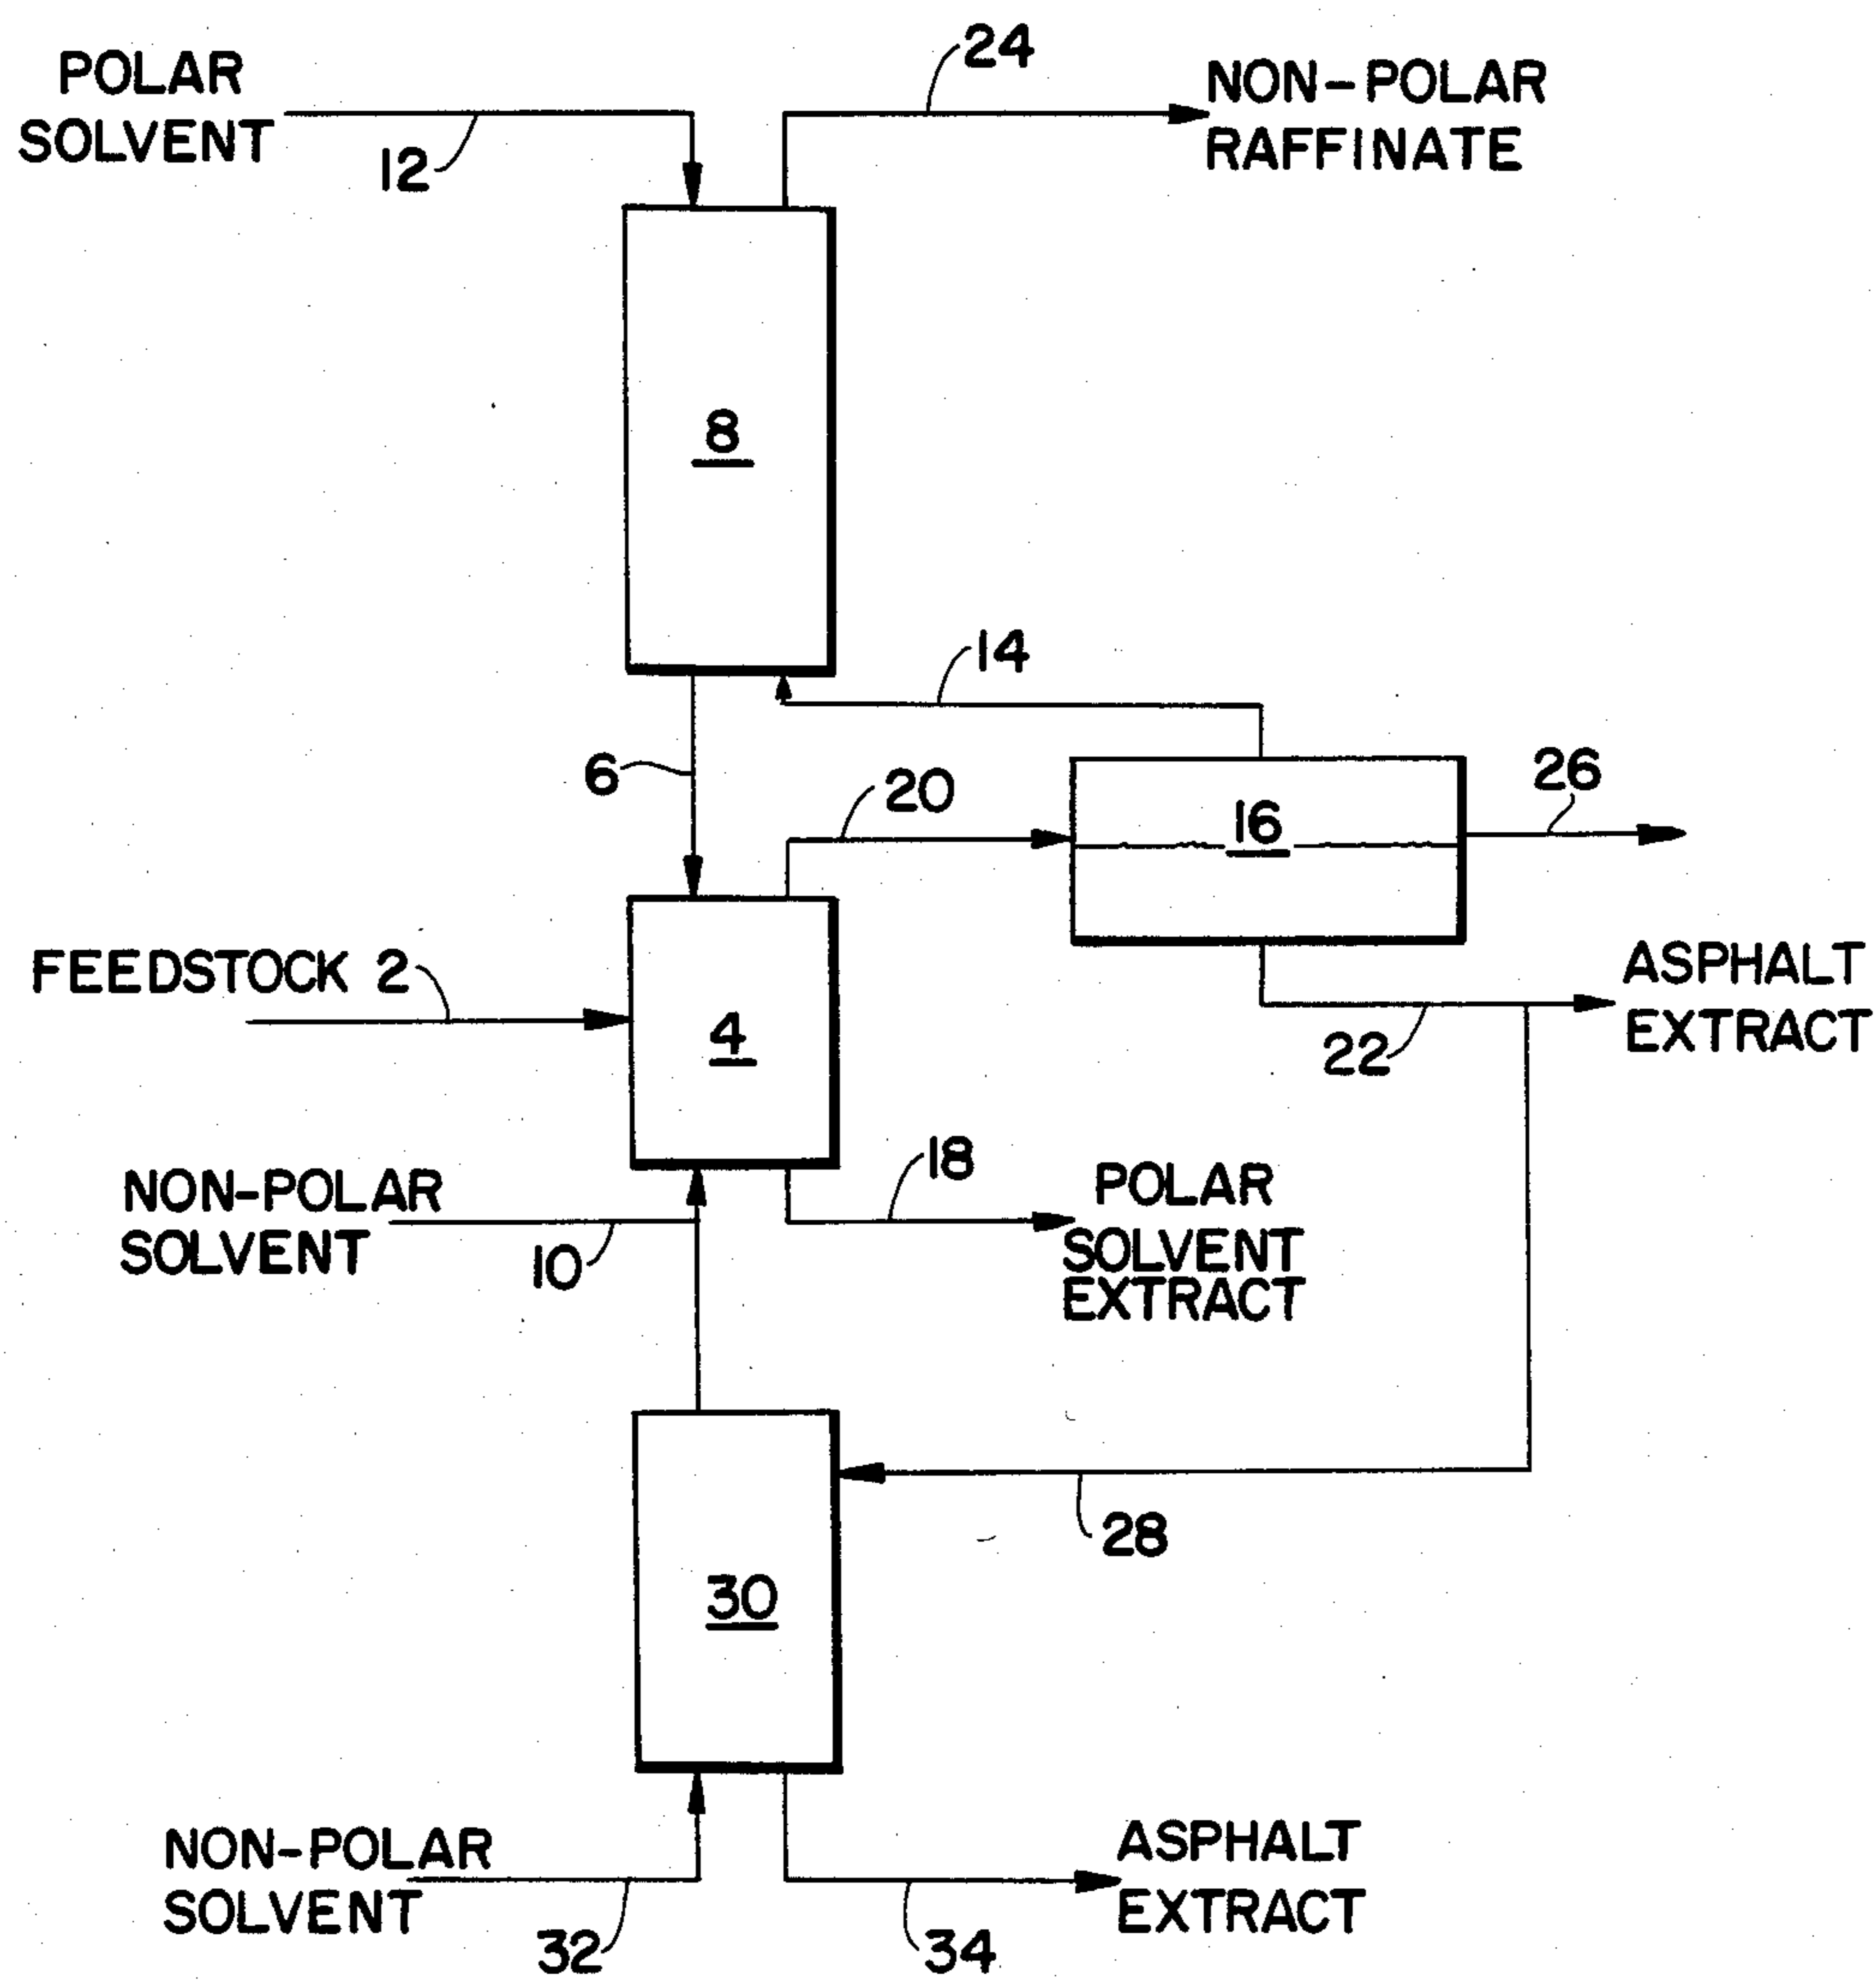 POLAR
SOLVENT
12
24
NON-POLAR
RAFFINATE
8
14
6
20
16
26
FEEDSTOCK 2
4
22
ASPHALT
EXTRACT
NON-POLAR
SOLVENT
10
18
POLAR
SOLVENT
EXTRACT
28
30
NON-POLAR
SOLVENT
32
34
ASPHALT
EXTRACT